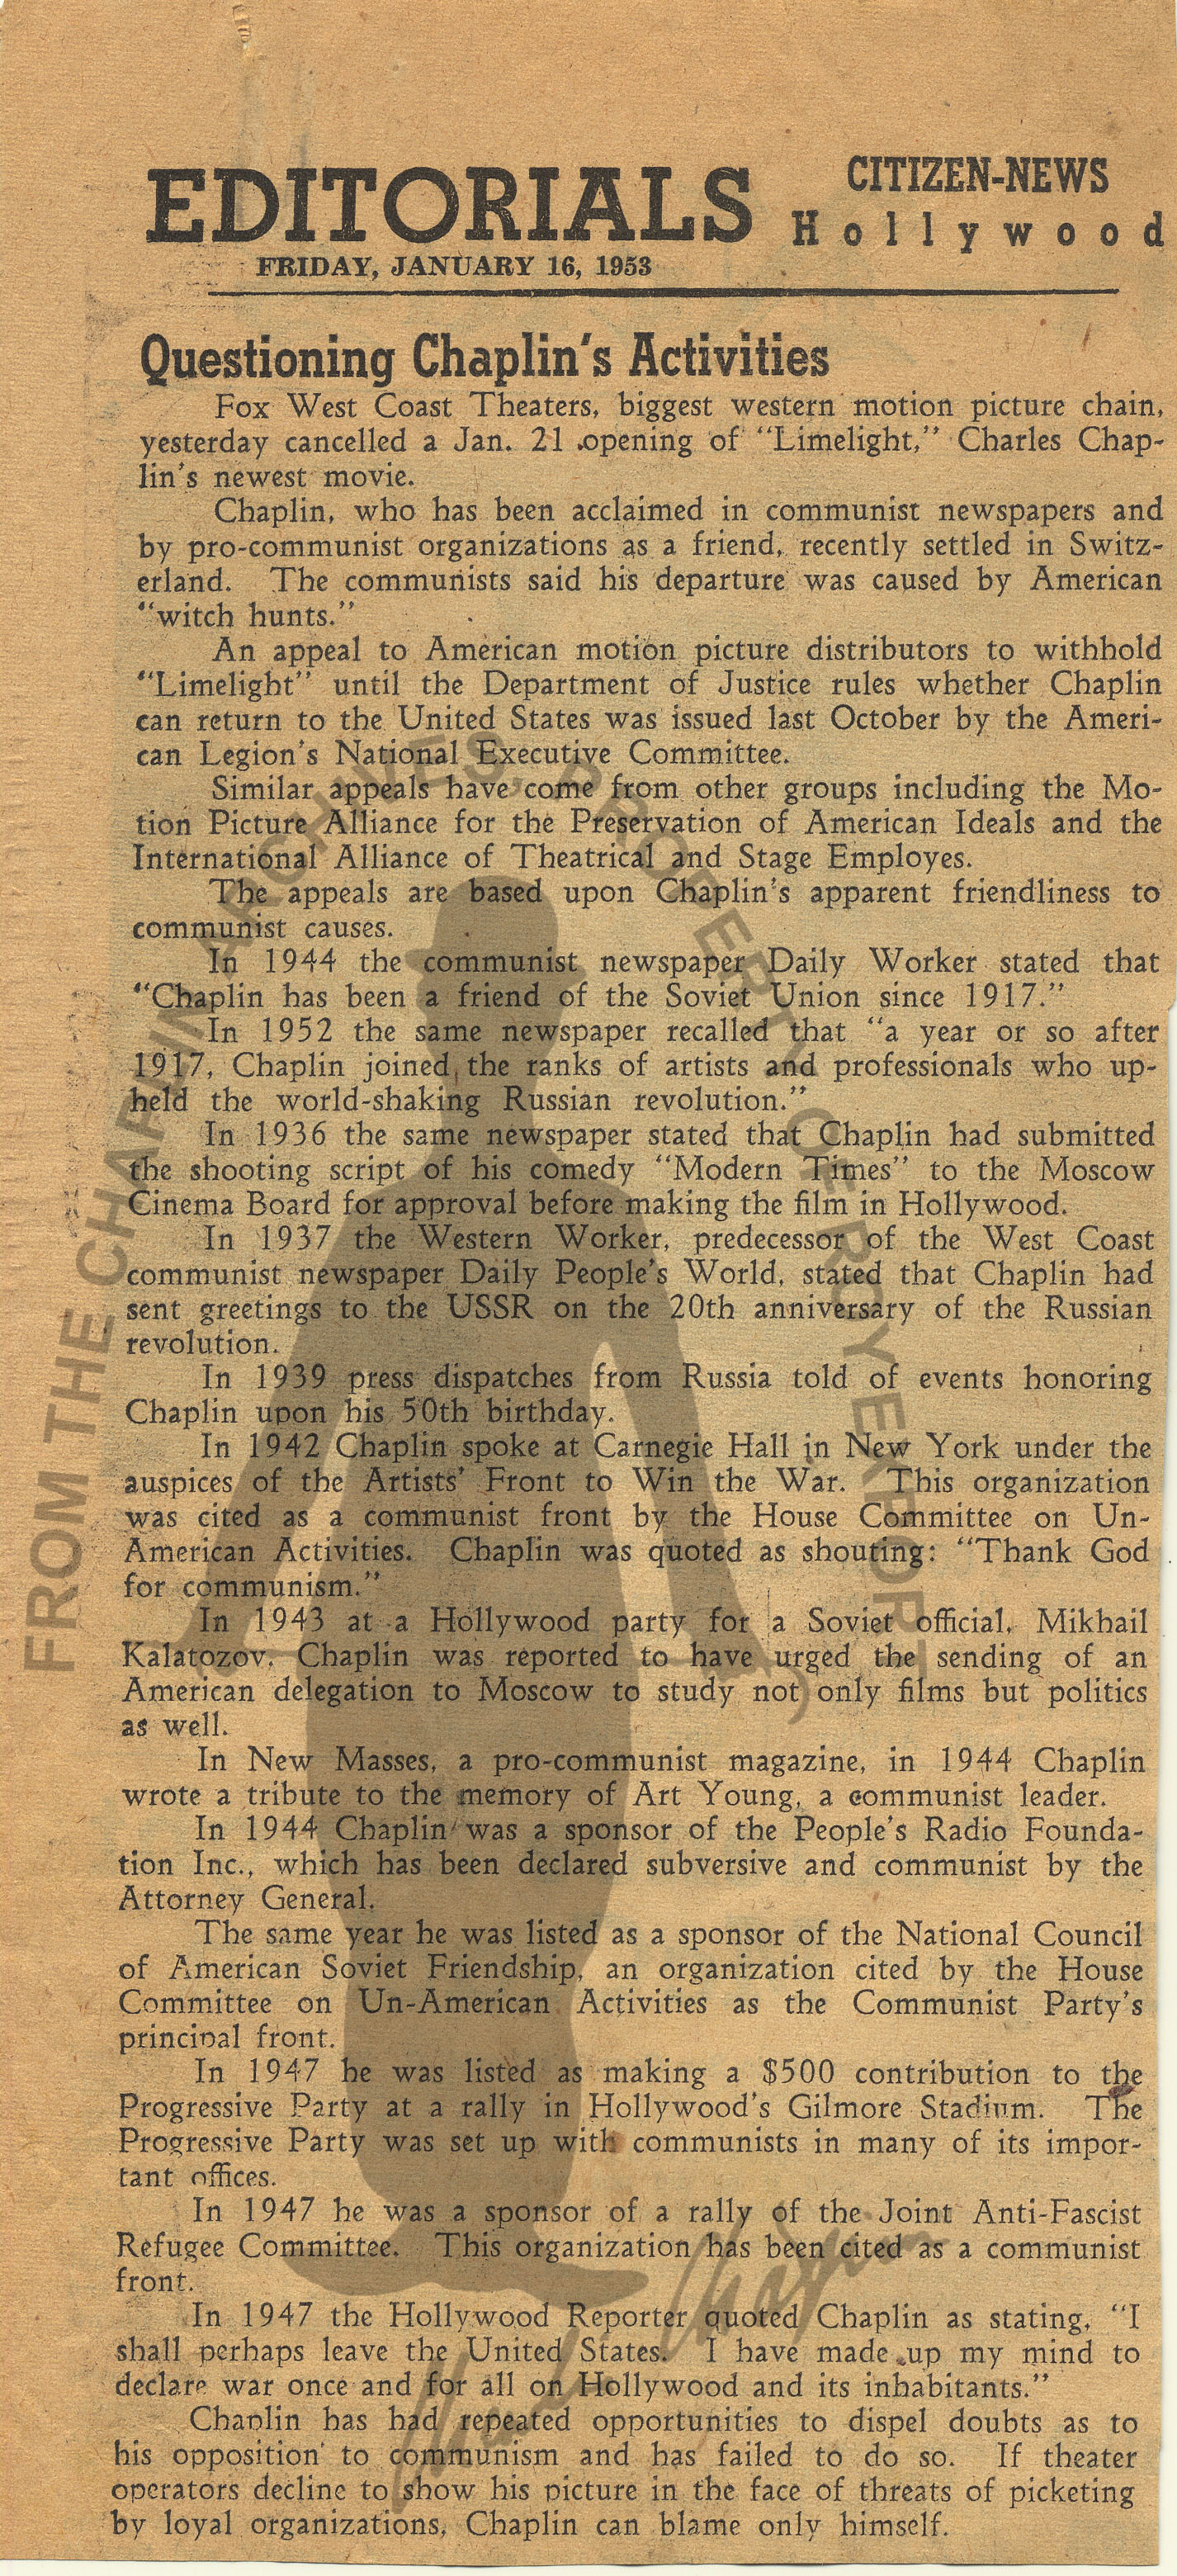 EDITORIALS
CITIZEN-NEWS
Hollywood
FRIDAY, JANUARY 16, 1953
Questioning Chaplin's Activities
Fox West Coast Theaters, biggest western motion picture chain,
yesterday cancelled a Jan. 21 opening of "Limelight," Charles Chap-
lin's newest movie.
Chaplin, who has been acclaimed in communist newspapers and
by pro-communist organizations as a friend, recently settled in Switz-
erland. The communists said his departure was caused by American
"witch hunts."
An appeal to American motion picture distributors to withhold
"Limelight" until the Department of Justice rules whether Chaplin
can return to the United States was issued last October by the Ameri-
can Legion's National Executive Committee.
Similar appeals have come from other groups including the Mo-
tion Picture Alliance for the Preservation of American Ideals and the
International Alliance of Theatrical and Stage Employes.
The appeals are based upon Chaplin's apparent friendliness to
communist causes.
In 1944 the communist newspaper Daily Worker stated that
"Chaplin has been a friend of the Soviet Union since 1917."
In 1952 the same newspaper recalled that "a year or so after
1917, Chaplin joined the ranks of artists and professionals who up-
held the world-shaking Russian revolution."
In 1936 the same newspaper stated that Chaplin had submitted
the shooting script of his comedy "Modern Times" to the Moscow
Cinema Board for approval before making the film in Hollywood.
In 1937 the Western Worker, predecessor of the West Coast
communist newspaper Daily People's World, stated that Chaplin had
sent greetings to the USSR on the 20th anniversary of the Russian
revolution.
In 1939 press dispatches from Russia told of events honoring
Chaplin upon his 50th birthday.
In 1942 Chaplin spoke at Carnegie Hall in New York under the
auspices of the Artists' Front to Win the War. This organization
was cited as a communist front by the House Committee on Un-
American Activities. Chaplin was quoted as shouting: "Thank God
for communism."
In 1943 at a Hollywood party for a Soviet official, Mikhail
Kalatozov, Chaplin was reported to have urged the sending of an
American delegation to Moscow to study not only films but politics
as well.
In New Masses, a pro-communist magazine, in 1944 Chaplin
wrote a tribute to the memory of Art Young, a communist leader.
In 1944 Chaplin was a sponsor of the People's Radio Founda-
tion Inc., which has been declared subversive and communist by the
Attorney General.
The same year he was listed as a sponsor of the National Council
of American Soviet Friendship, an organization cited by the House
Committee on Un-American Activities as the Communist Party's
principal front.
In 1947 he was listed as making a $500 contribution to the
Progressive Party at a rally in Hollywood's Gilmore Stadium. The
Progressive Party was set up with communists in many of its impor-
tant offices.
In 1947 he was a sponsor of a rally of the Joint Anti-Fascist
Refugee Committee. This organization has been cited as a communist
front.
In 1947 the Hollywood Reporter quoted Chaplin as stating, "I
shall perhaps leave the United States. I have made up my mind to
declare war once and for all on Hollywood and its inhabitants."
Chaplin has had repeated opportunities to dispel doubts as to
his opposition to communism and has failed to do so. If theater
operators decline to show his picture in the face of threats of picketing
by loyal organizations, Chaplin can blame only himself.
FROM THE CHAPLIN ARCHIVES, PROPERTY OF ROY EXPORT S